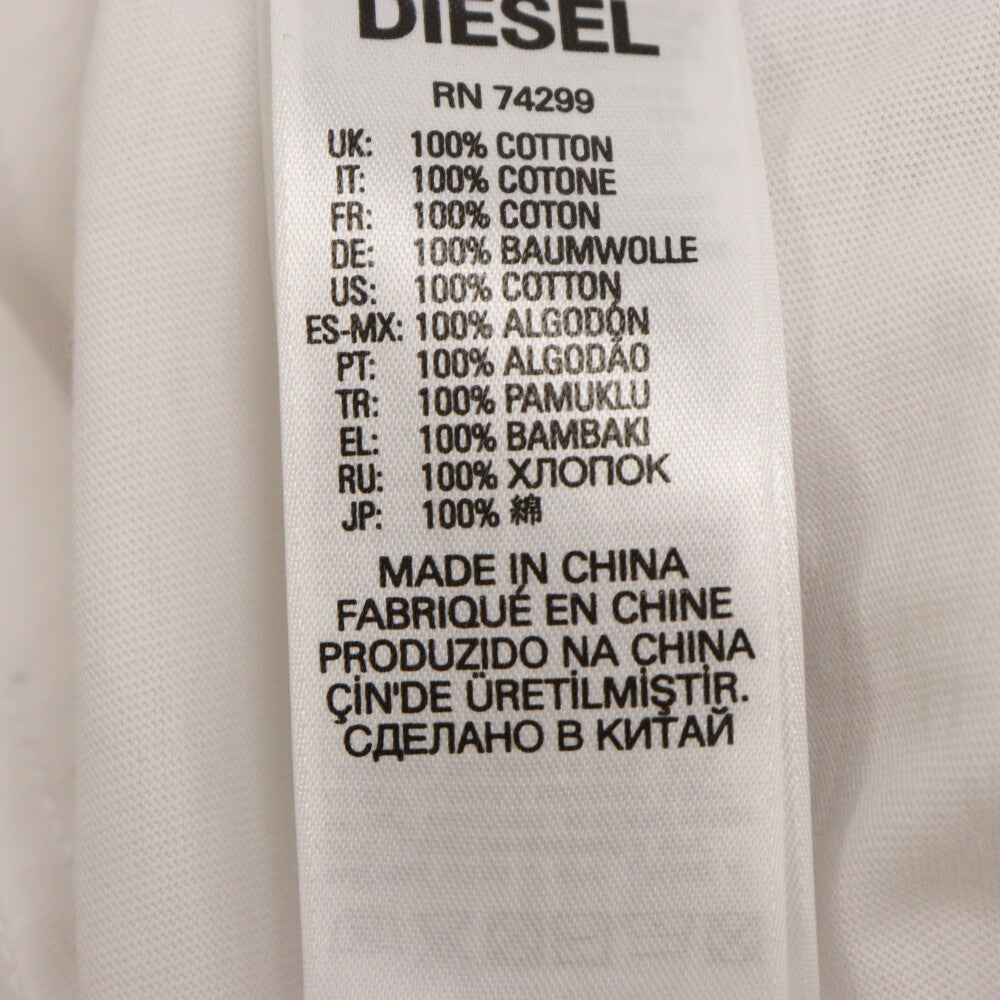 DIESEL
RN 74299
UK: 100% COTTON
IT: 100% COTONE
FR: 100% COTON
DE: 100% BAUMWOLLE
US: 100% COTTON
ES-MX: 100% ALGODÓN
PT: 100% ALGODÃO
TR: 100% PAMUKLU
EL: 100% BAMBAKI
RU: 100% ХЛОПОК
JP: 100% 綿
MADE IN CHINA
FABRIQUÉ EN CHINE
PRODUZIDO NA CHINA
ÇİN'DE ÜRETİLMİŞTİR.
СДЕЛАНО В КИТАЙ